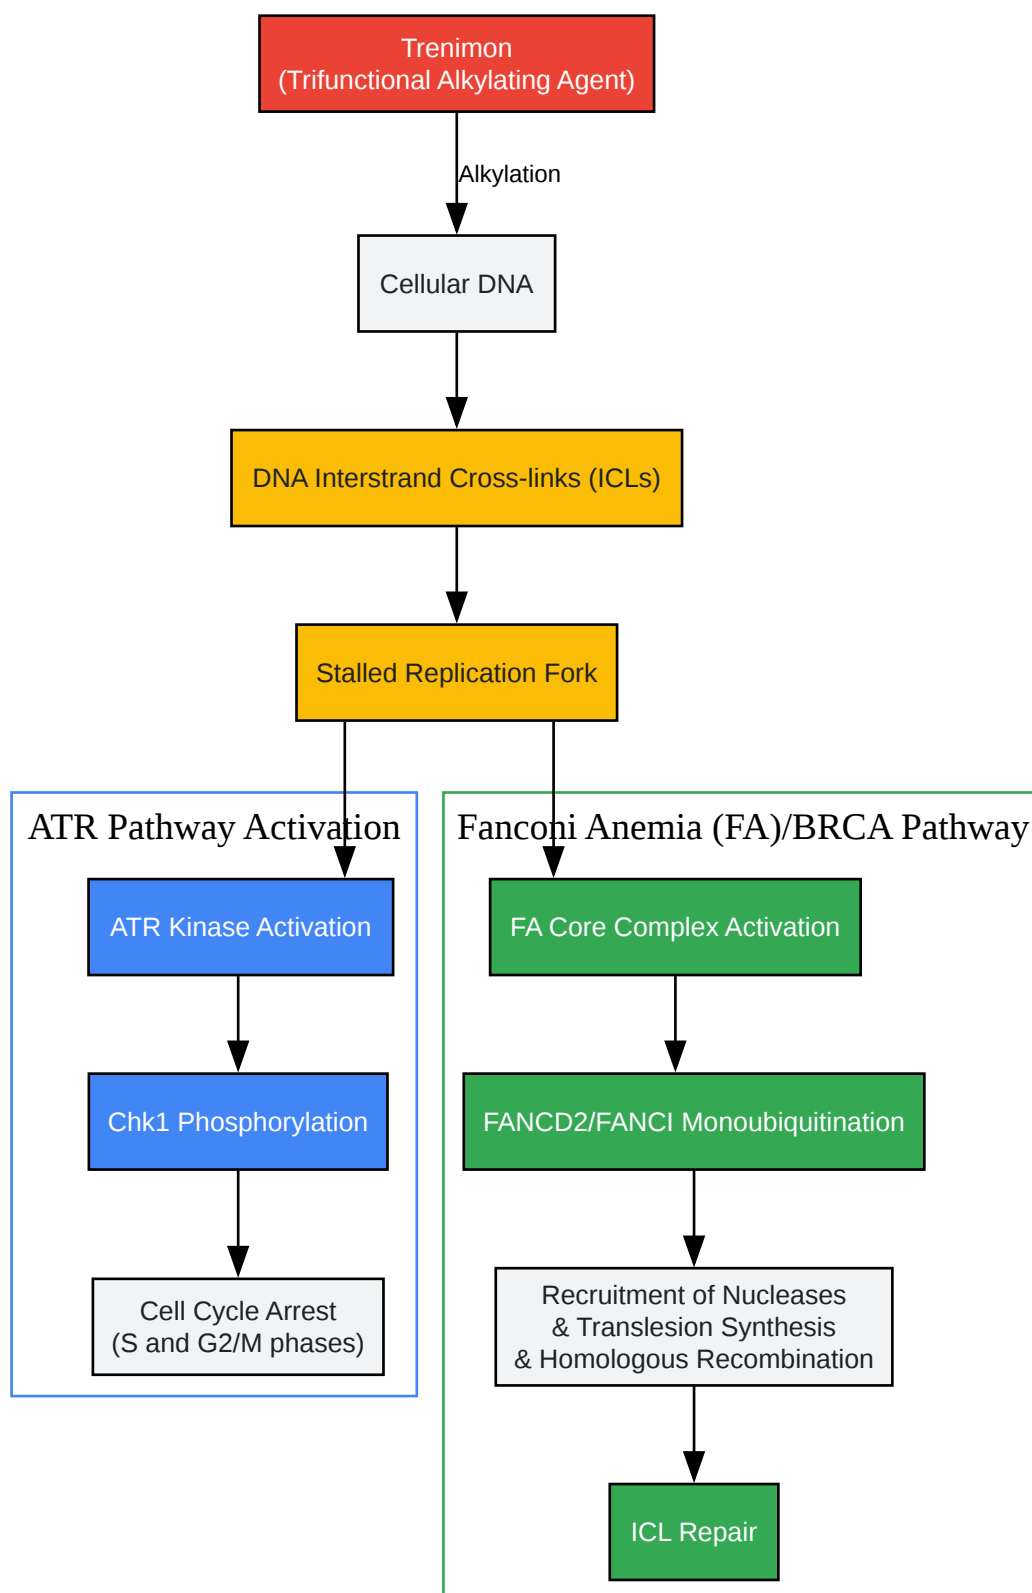 Trenimon
(Trifunctional Alkylating Agent)
Alkylation
Cellular DNA
DNA Interstrand Cross-links (ICLs)
Stalled Replication Fork
ATR Pathway Activation
ATR Kinase Activation
Chk1 Phosphorylation
Cell Cycle Arrest
(S and G2/M phases)
Fanconi Anemia (FA)/BRCA Pathway
FA Core Complex Activation
FANCD2/FANCI Monoubiquitination
Recruitment of Nucleases
& Translesion Synthesis
& Homologous Recombination
ICL Repair